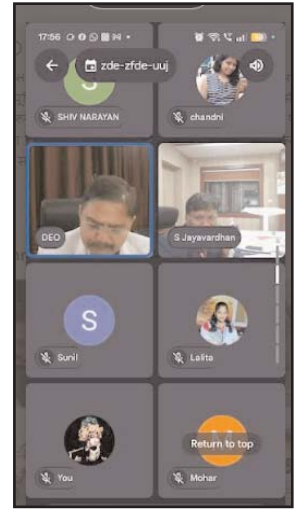 17:56
zde-zfde-uuj
S
SHIV NARAYAN
chandni
DEO
S Jayavardhan
S
Sunil
Lalita
Return to top
You
Mohar